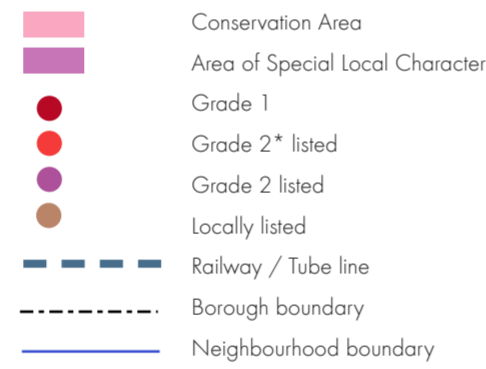 Conservation Area
Area of Special Local Character
Grade 1
Grade 2* listed
Grade 2 listed
Locally listed
Railway / Tube line
Borough boundary
Neighbourhood boundary